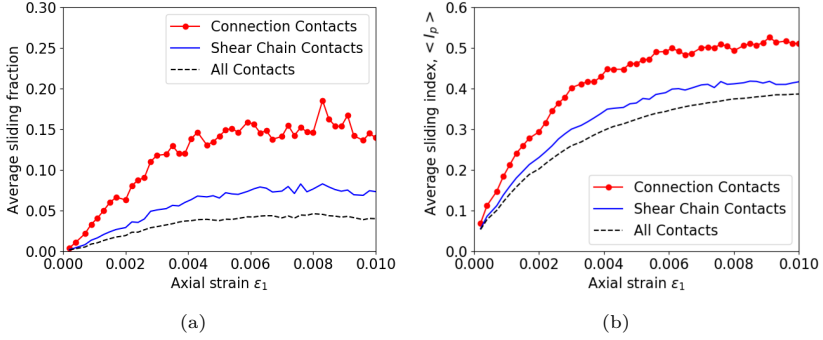 0.30
0.25
0.20
0.15
0.10
0.05
0.00
Average sliding fraction
Connection Contacts
Shear Chain Contacts
All Contacts
0.000 0.002 0.004 0.006 0.008 0.010
Axial strain ε₁
(a)
0.6
0.5
0.4
0.3
0.2
0.1
0.0
Average sliding index, < I_p >
Connection Contacts
Shear Chain Contacts
All Contacts
0.000 0.002 0.004 0.006 0.008 0.010
Axial strain ε₁
(b)